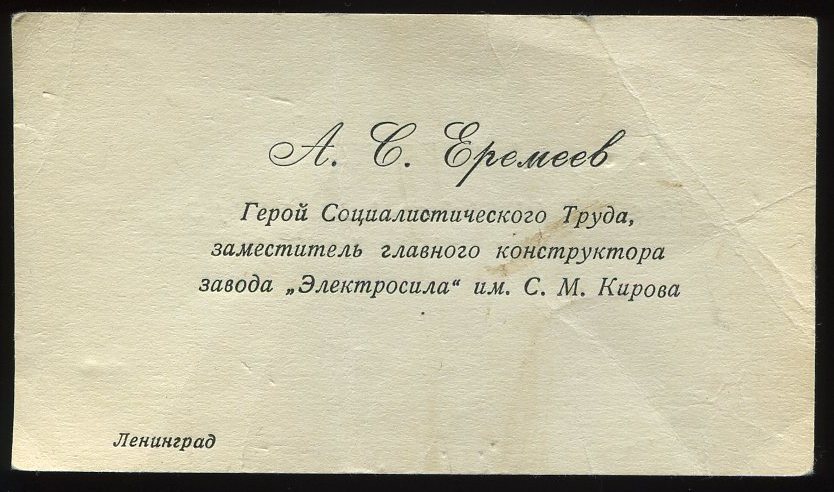 А. С. Еремеев
Герой Социалистического Труда,
заместитель главного конструктора
завода „Электросила“ им. С. М. Кирова
Ленинград